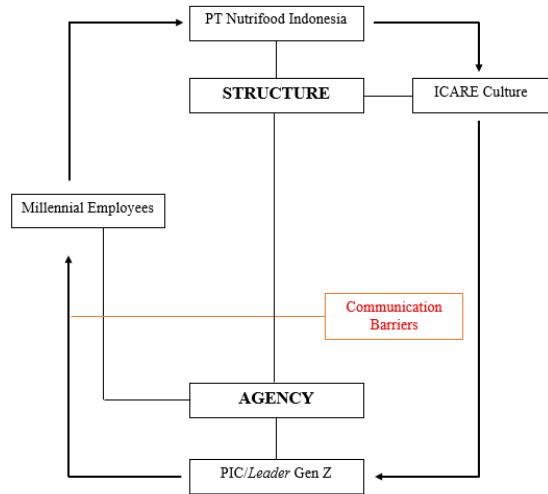 PT Nutrifood Indonesia
STRUCTURE
ICARE Culture
Millennial Employees
Communication
Barriers
AGENCY
PIC/Leader Gen Z